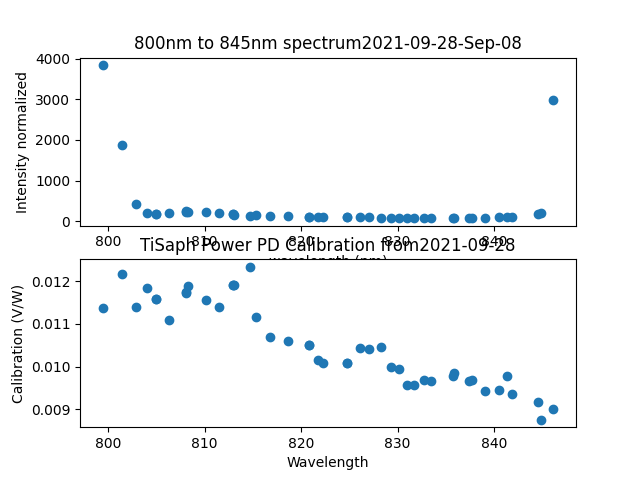 800nm to 845nm spectrum2021-09-28-Sep-08
Intensity normalized
4000
3000
2000
1000
0
800 810 820 830 840
wavelength (nm)
TiSaph Power PD Calibration from2021-09-28
Calibration (V/W)
0.012
0.011
0.010
0.009
800 810 820 830 840
Wavelength